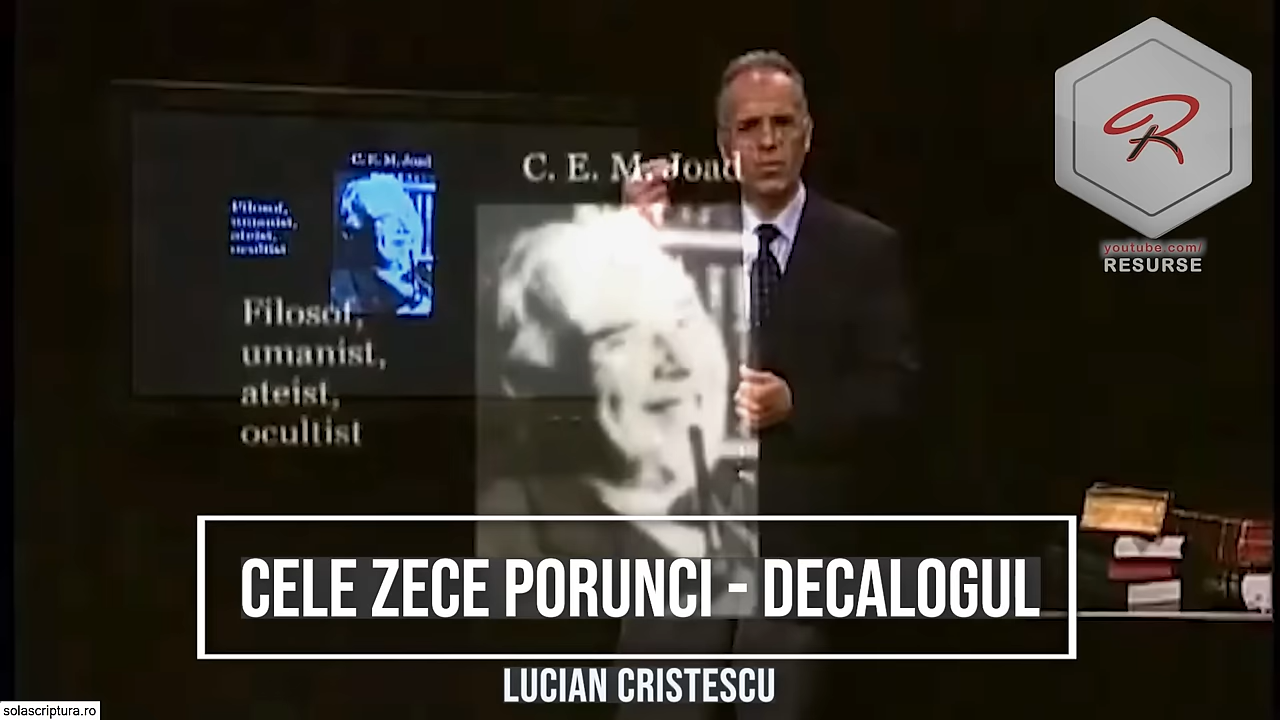 C. E. M. Joad
Filosof,
umanist,
ateist,
ocultist
C. E. M. Joad
Filosof,
umanist,
ateist,
ocultist
R
youtube.com/
RESURSE
CELE ZECE PORUNCI - DECALOGUL
LUCIAN CRISTESCU
solascriptura.ro